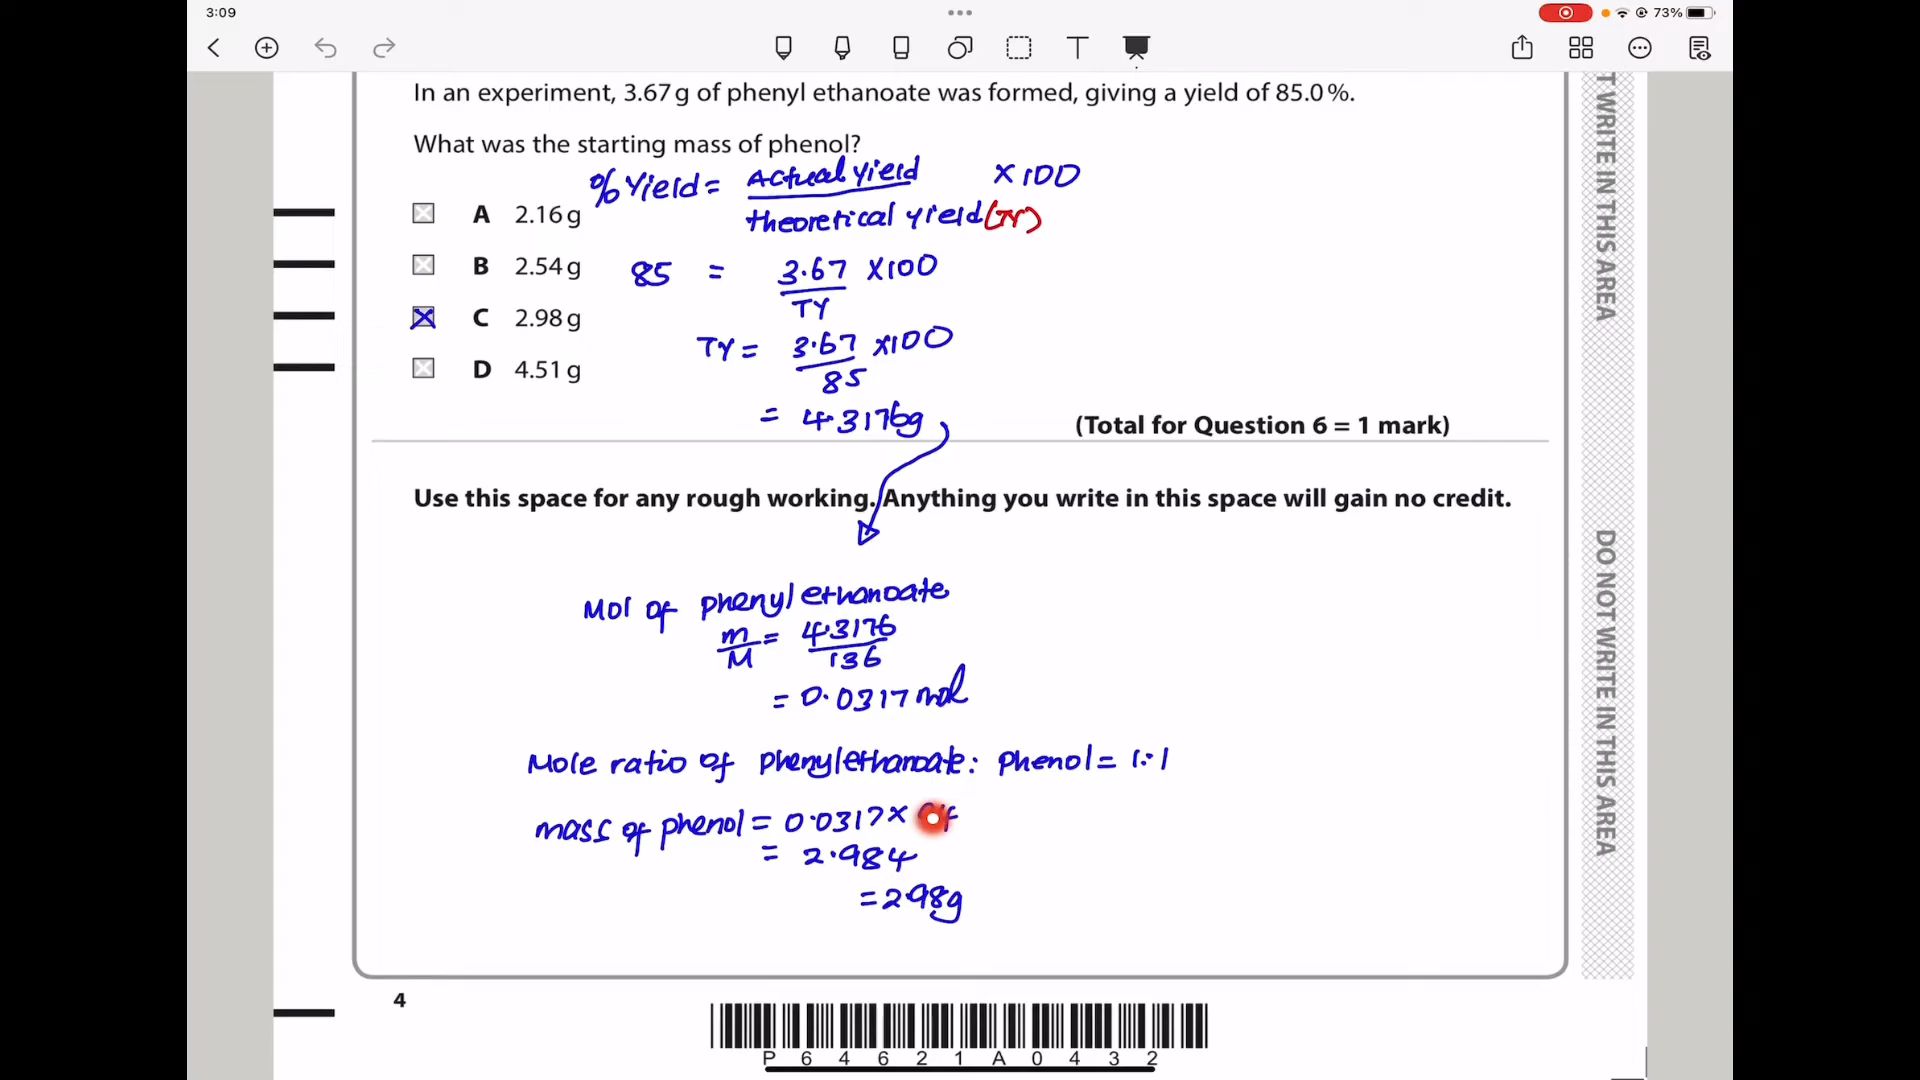 3:09
73%
In an experiment, 3.67 g of phenyl ethanoate was formed, giving a yield of 85.0 %.
What was the starting mass of phenol?
% Yield = Actual Yield × 100
theoretical yield (TY)
A 2.16 g
B 2.54 g
85 = 3.67 × 100
TY
C 2.98 g
TY = 3.67 × 100
85
D 4.51 g
= 4.3176g
(Total for Question 6 = 1 mark)
Use this space for any rough working. Anything you write in this space will gain no credit.
Mol of phenyl ethanoate
m = 4.3176
M 136
= 0.0317 mol
Mole ratio of phenylethanoate: phenol = 1:1
mass of phenol = 0.0317 ×
= 2.984
= 2.98g
4
P 6 4 6 2 1 A 0 4 3 2
T WRITE IN THIS AREA
DO NOT WRITE IN THIS AREA